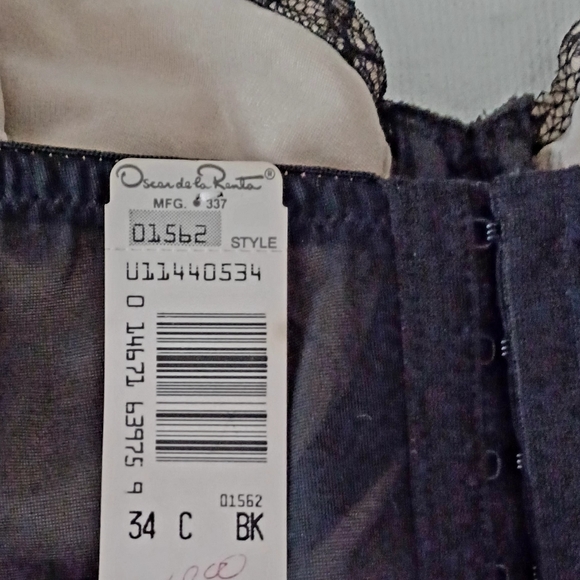 Oscar de la Renta ®
MFG. # 337
01562 STYLE
U11440534
0 14671 63975 9
01562
34 C BK